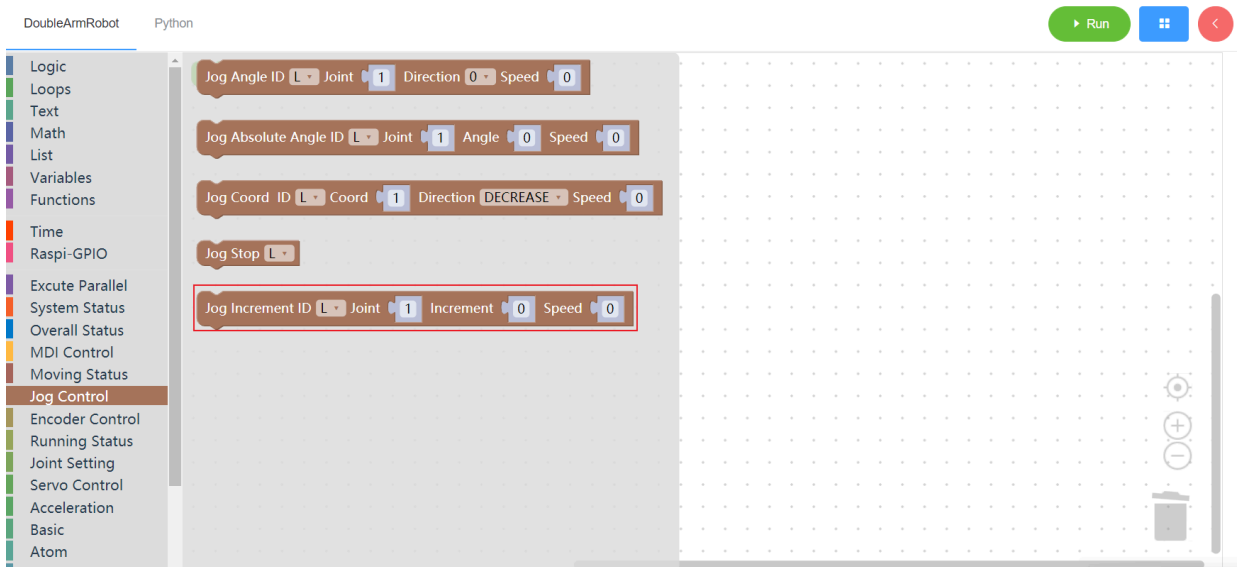 DoubleArmRobot Python Run
Logic
Loops
Text
Math
List
Variables
Functions
Time
Raspi-GPIO
Excute Parallel
System Status
Overall Status
MDI Control
Moving Status
Jog Control
Encoder Control
Running Status
Joint Setting
Servo Control
Acceleration
Basic
Atom
Jog Angle ID L Joint 1 Direction 0 Speed 0
Jog Absolute Angle ID L Joint 1 Angle 0 Speed 0
Jog Coord ID L Coord 1 Direction DECREASE Speed 0
Jog Stop L
Jog Increment ID L Joint 1 Increment 0 Speed 0